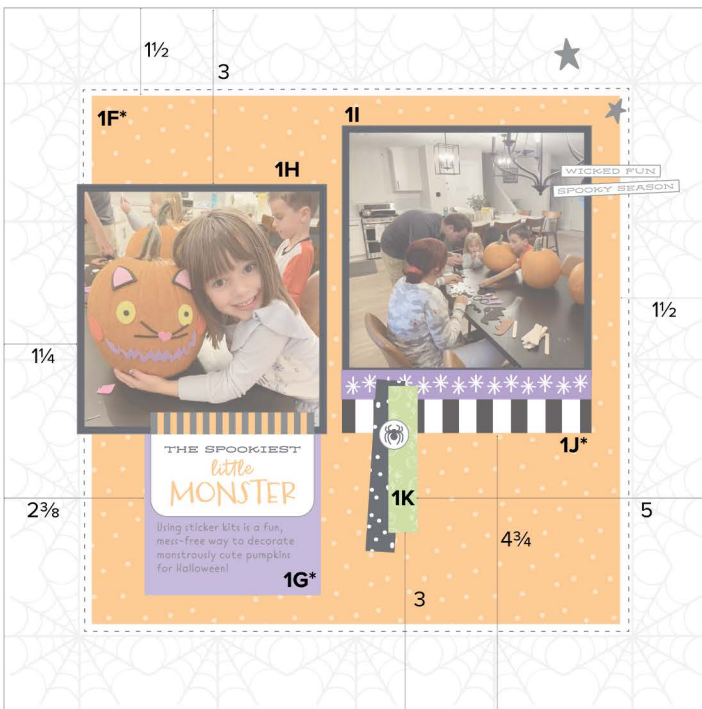 1½
3
1F*
1I
1H
WICKED FUN
SPOOKY SEASON
1½
1¼
1J*
THE SPOOKIEST
little
MONSTER
2⅜
1K
5
Using sticker kits is a fun,
mess-free way to decorate
monstrously cute pumpkins
for Halloween!
4¾
1G*
3